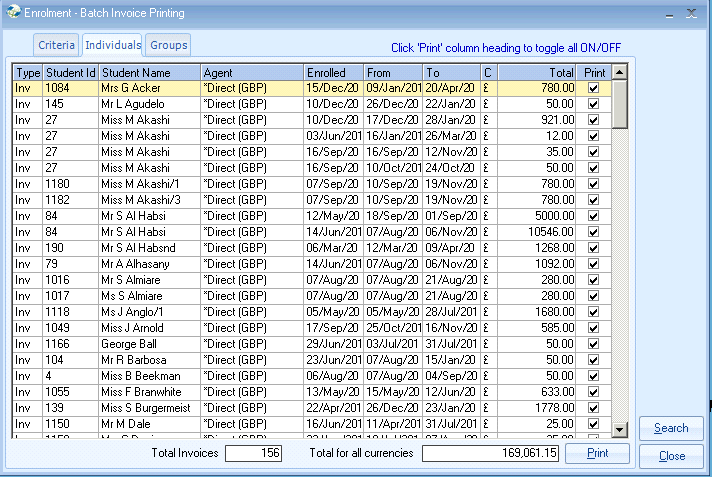 Enrolment - Batch Invoice Printing
Criteria Individuals Groups
Click 'Print' column heading to toggle all ON/OFF
Type Student Id Student Name Agent Enrolled From To C Total Print
Inv 1084 Mrs G Acker *Direct (GBP) 15/Dec/20 09/Jan/201 20/Apr/20 £ 780.00
Inv 145 Mr L Agudelo *Direct (GBP) 10/Dec/20 26/Dec/20 22/Jan/20 £ 50.00
Inv 27 Miss M Akashi *Direct (GBP) 10/Dec/20 22/Jan/20 28/Jan/20 £ 921.00
Inv 27 Miss M Akashi *Direct (GBP) 03/Jun/201 16/Jan/201 26/Mar/20 £ 12.00
Inv 27 Miss M Akashi *Direct (GBP) 16/Sep/20 16/Sep/20 12/Nov/20 £ 35.00
Inv 27 Miss M Akashi *Direct (GBP) 16/Sep/20 10/Oct/201 24/Oct/20 £ 50.00
Inv 1180 Miss M Akashi/1 *Direct (GBP) 07/Sep/20 10/Sep/20 19/Nov/20 £ 780.00
Inv 1182 Miss M Akashi/3 *Direct (GBP) 07/Sep/20 10/Sep/20 19/Nov/20 £ 780.00
Inv 84 Mr S Al Habsi *Direct (GBP) 12/May/20 18/Sep/20 01/Sep/20 £ 5000.00
Inv 84 Mr S Al Habsi *Direct (GBP) 14/Jun/201 07/Aug/20 06/Nov/20 £ 10546.00
Inv 190 Mr S Al Habsnd *Direct (GBP) 06/Mar/20 12/Mar/20 09/Apr/20 £ 1268.00
Inv 79 Mr A Alhasany *Direct (GBP) 14/Jun/201 07/Aug/20 06/Nov/20 £ 1092.00
Inv 1016 Mr S Almiare *Direct (GBP) 07/Aug/20 07/Aug/20 21/Aug/20 £ 280.00
Inv 1017 Ms S Almiare *Direct (GBP) 07/Aug/20 07/Aug/20 21/Aug/20 £ 280.00
Inv 1118 Ms J Anglo/1 *Direct (GBP) 05/May/20 05/May/20 28/Jul/201 £ 1680.00
Inv 1049 Miss J Arnold *Direct (GBP) 17/Sep/20 25/Oct/201 16/Nov/20 £ 585.00
Inv 1166 George Ball *Direct (GBP) 29/Jun/201 03/Jul/201 31/Jul/201 £ 50.00
Inv 104 Mr R Barbosa *Direct (GBP) 23/Jun/201 07/Aug/20 15/Jan/20 £ 50.00
Inv 4 Miss B Beekman *Direct (GBP) 06/Aug/20 07/Aug/20 04/Sep/20 £ 50.00
Inv 1055 Miss F Branwhite *Direct (GBP) 13/May/20 15/May/20 12/Jun/201 £ 633.00
Inv 139 Miss S Burgermeist *Direct (GBP) 22/Apr/201 26/Dec/20 23/Jan/20 £ 1778.00
Inv 1150 Mr M Dale *Direct (GBP) 16/Jun/201 11/Apr/201 31/Jul/201 £ 25.00
Total Invoices 156 Total for all currencies 169,061.15 Print
Search
Close